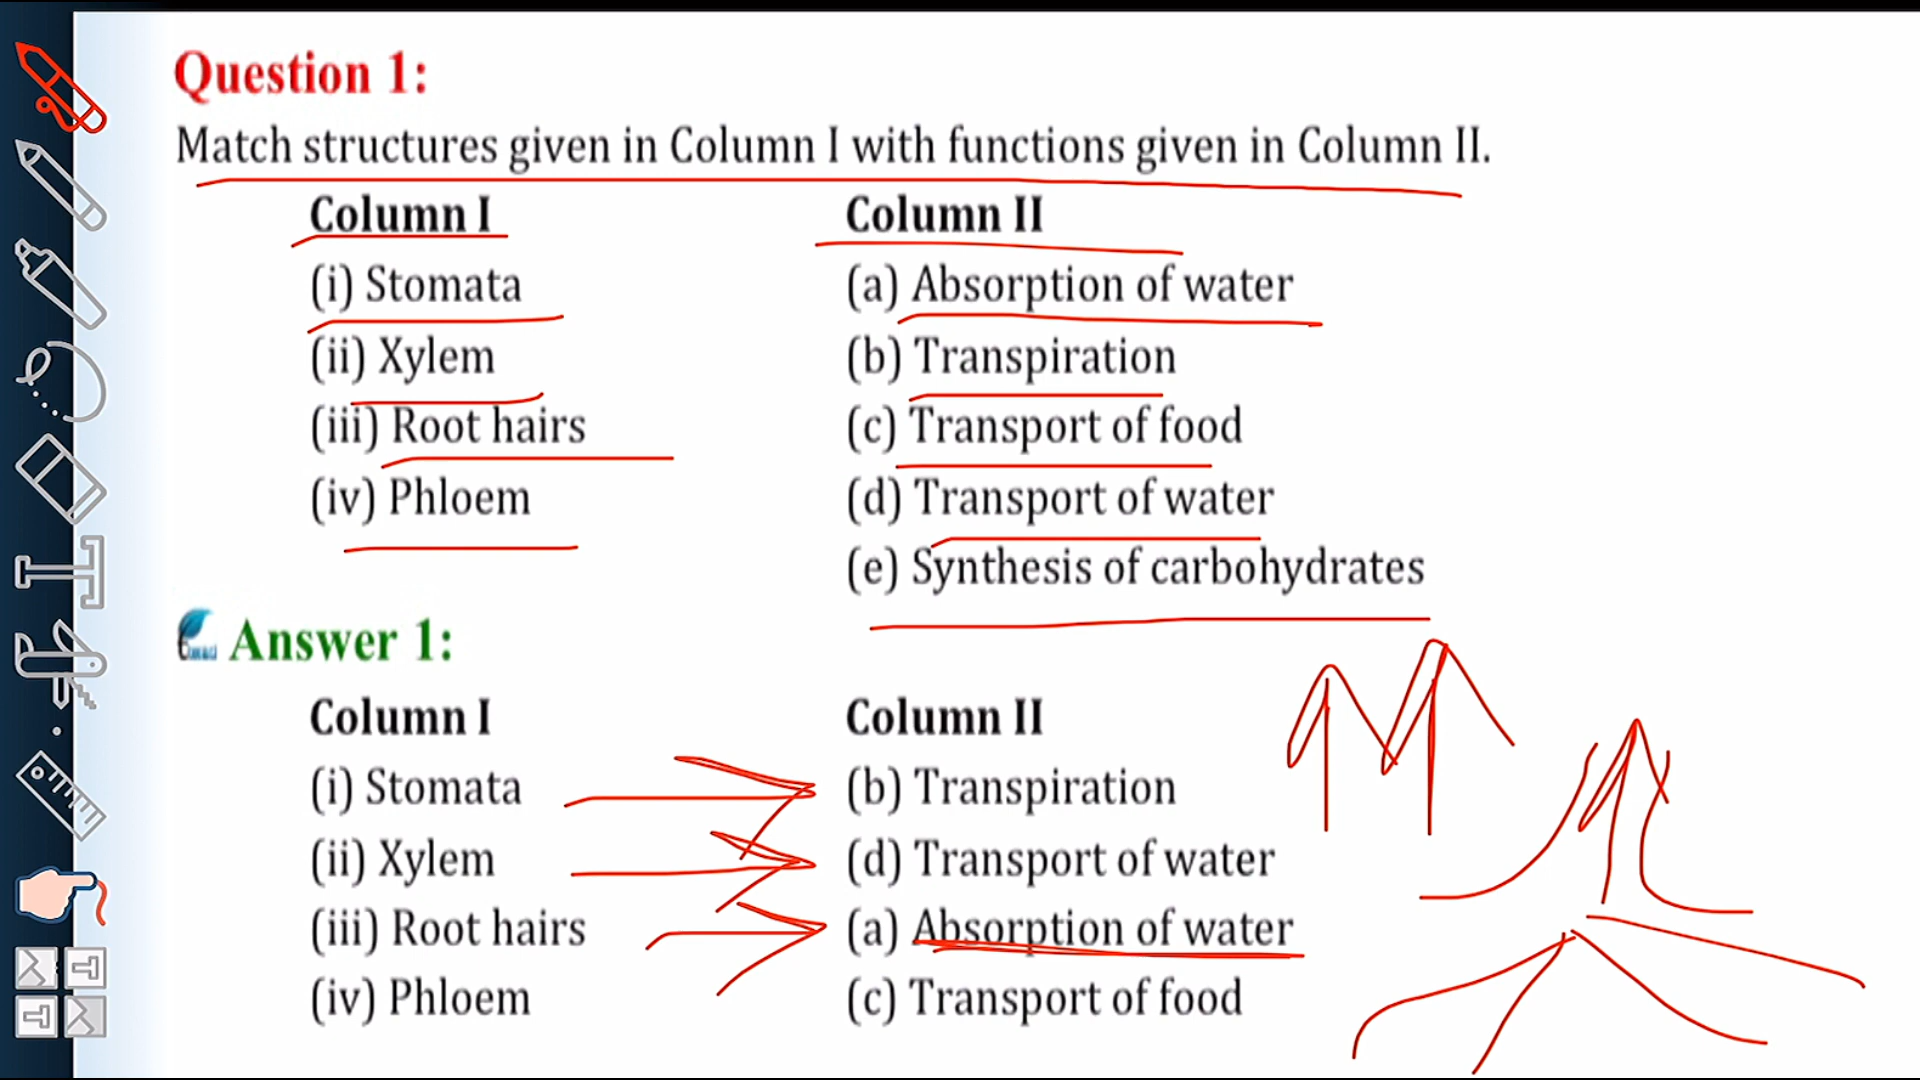 Question 1:
Match structures given in Column I with functions given in Column II.
Column I Column II
(i) Stomata (a) Absorption of water
(ii) Xylem (b) Transpiration
(iii) Root hairs (c) Transport of food
(iv) Phloem (d) Transport of water
(e) Synthesis of carbohydrates
Answer 1:
Column I Column II
(i) Stomata (b) Transpiration
(ii) Xylem (d) Transport of water
(iii) Root hairs (a) Absorption of water
(iv) Phloem (c) Transport of food